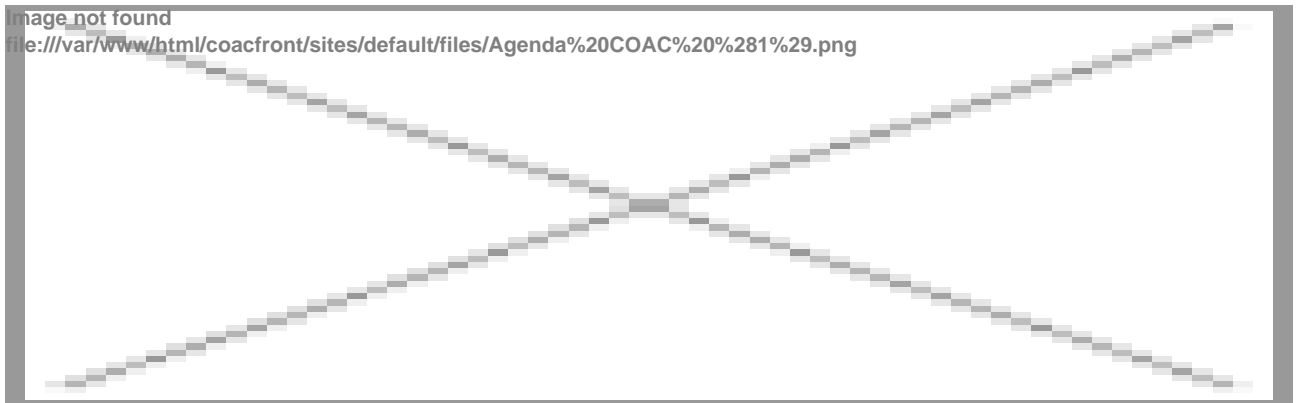 Image not found
file:///var/www/html/coacfront/sites/default/files/Agenda%20COAC%20%281%29.png